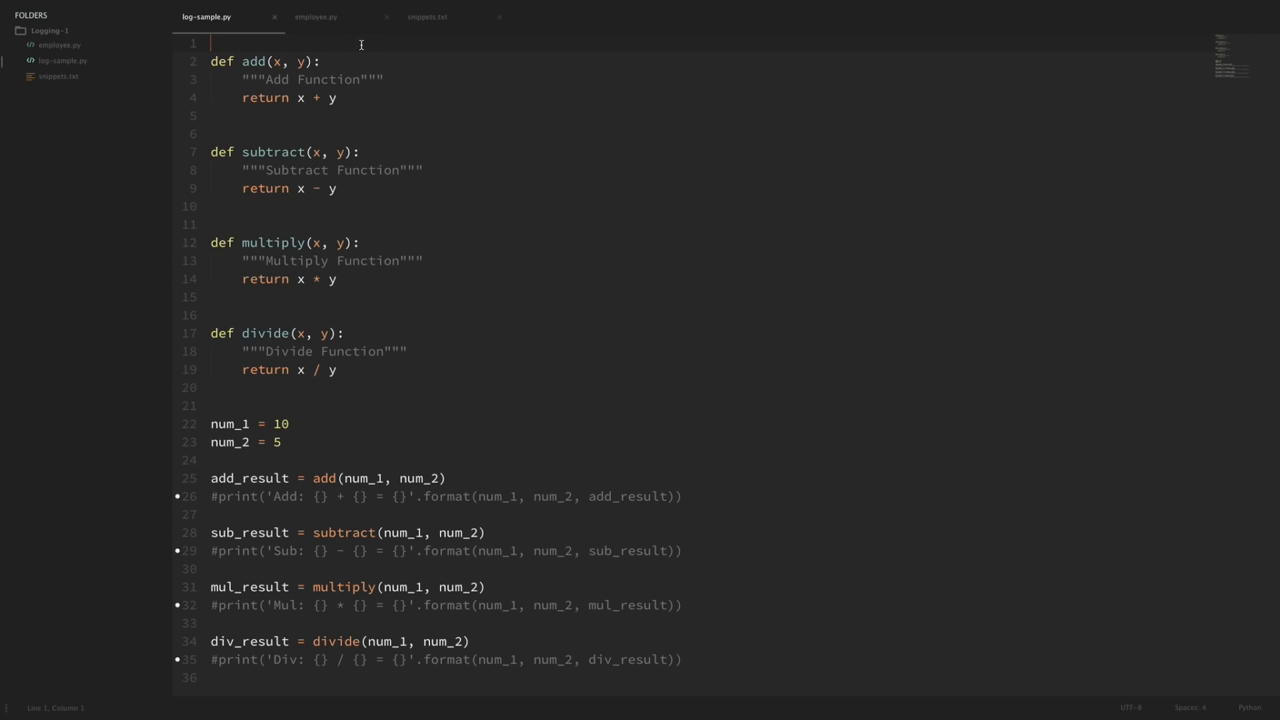 FOLDERS
Logging-1
employee.py
log-sample.py
snippets.txt
log-sample.py × employee.py × snippets.txt ×
1
2 def add(x, y):
3 """Add Function"""
4 return x + y
5
6
7 def subtract(x, y):
8 """Subtract Function"""
9 return x - y
10
11
12 def multiply(x, y):
13 """Multiply Function"""
14 return x * y
15
16
17 def divide(x, y):
18 """Divide Function"""
19 return x / y
20
21
22 num_1 = 10
23 num_2 = 5
24
25 add_result = add(num_1, num_2)
26 #print('Add: {} + {} = {}'.format(num_1, num_2, add_result))
27
28 sub_result = subtract(num_1, num_2)
29 #print('Sub: {} - {} = {}'.format(num_1, num_2, sub_result))
30
31 mul_result = multiply(num_1, num_2)
32 #print('Mul: {} * {} = {}'.format(num_1, num_2, mul_result))
33
34 div_result = divide(num_1, num_2)
35 #print('Div: {} / {} = {}'.format(num_1, num_2, div_result))
36
Line 1, Column 1 UTF-8 Spaces: 4 Python